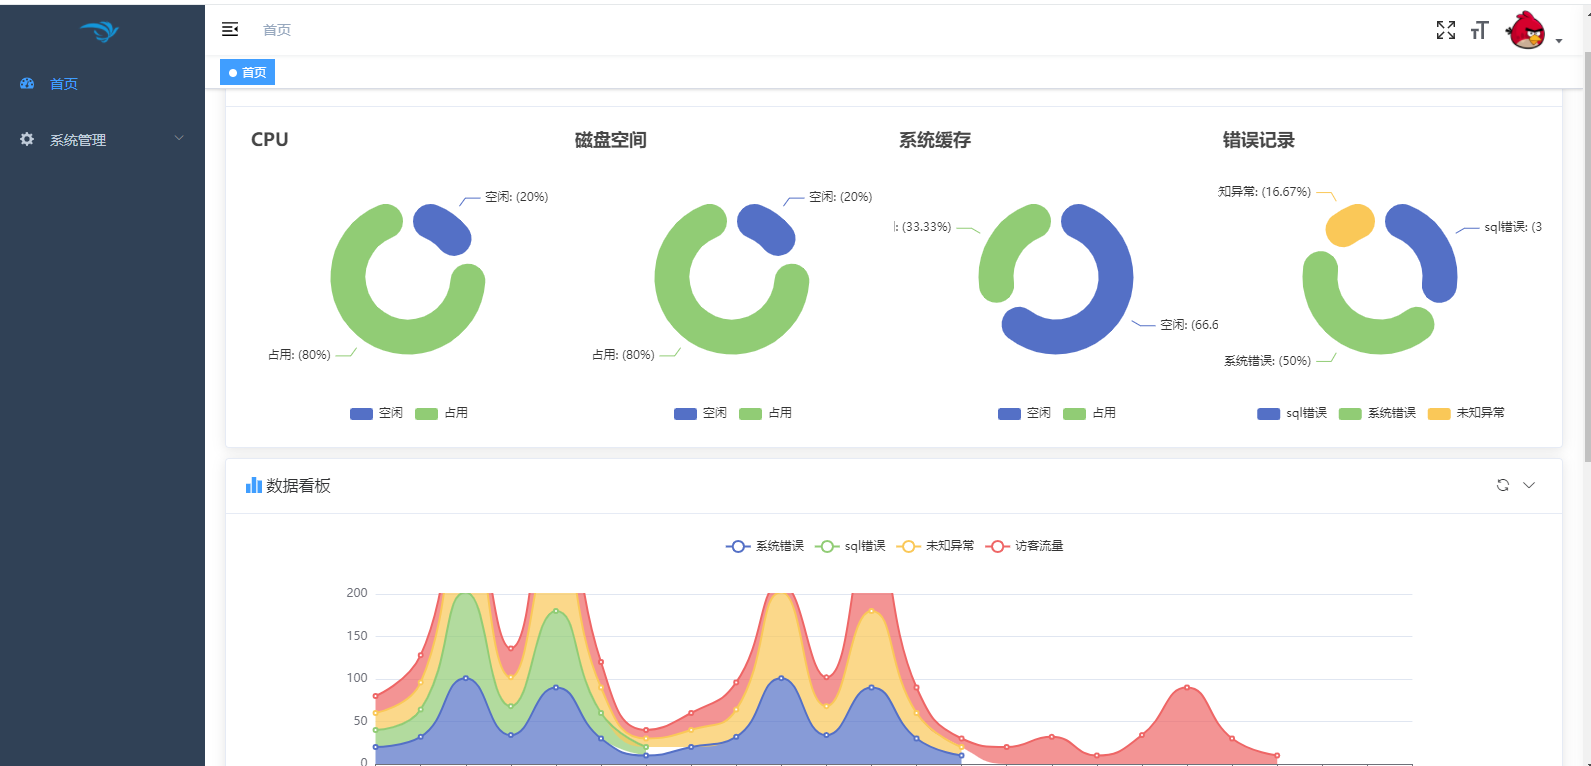 首页
首页
首页
系统管理
CPU
磁盘空间
系统缓存
错误记录
空闲: (20%)
占用: (80%)
空闲
占用
空闲: (20%)
占用: (80%)
空闲
占用
: (33.33%)
空闲: (66.6
空闲
占用
知异常: (16.67%)
sql错误: (3
系统错误: (50%)
sql错误
系统错误
未知异常
数据看板
系统错误
sql错误
未知异常
访客流量
200
150
100
50
0